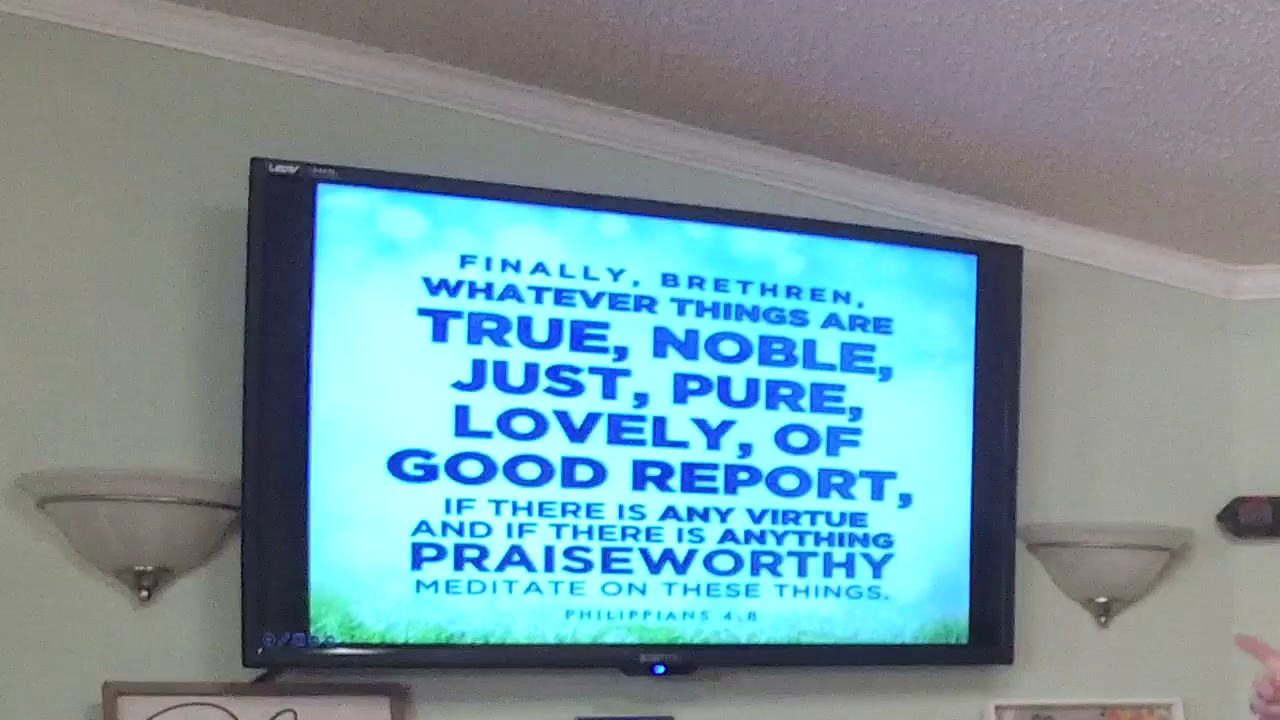 FINALLY, BRETHREN,
WHATEVER THINGS ARE
TRUE, NOBLE,
JUST, PURE,
LOVELY, OF
GOOD REPORT,
IF THERE IS ANY VIRTUE
AND IF THERE IS ANYTHING
PRAISEWORTHY
MEDITATE ON THESE THINGS.
PHILIPPIANS 4:8